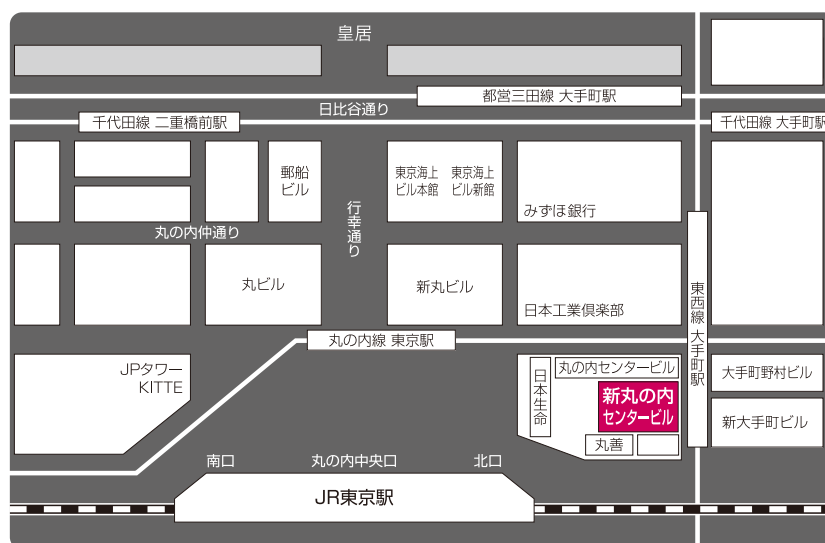 皇居
都営三田線 大手町駅
日比谷通り
千代田線 二重橋前駅
千代田線 大手町駅
郵船
ビル
東京海上
ビル本館
東京海上
ビル新館
みずほ銀行
行幸通り
丸の内仲通り
丸ビル
新丸ビル
日本工業倶楽部
東西線 大手町駅
丸の内線 東京駅
JPタワー
KITTE
日本生命
丸の内センタービル
新丸の内
センタービル
丸善
大手町野村ビル
新大手町ビル
南口
丸の内中央口
北口
JR東京駅